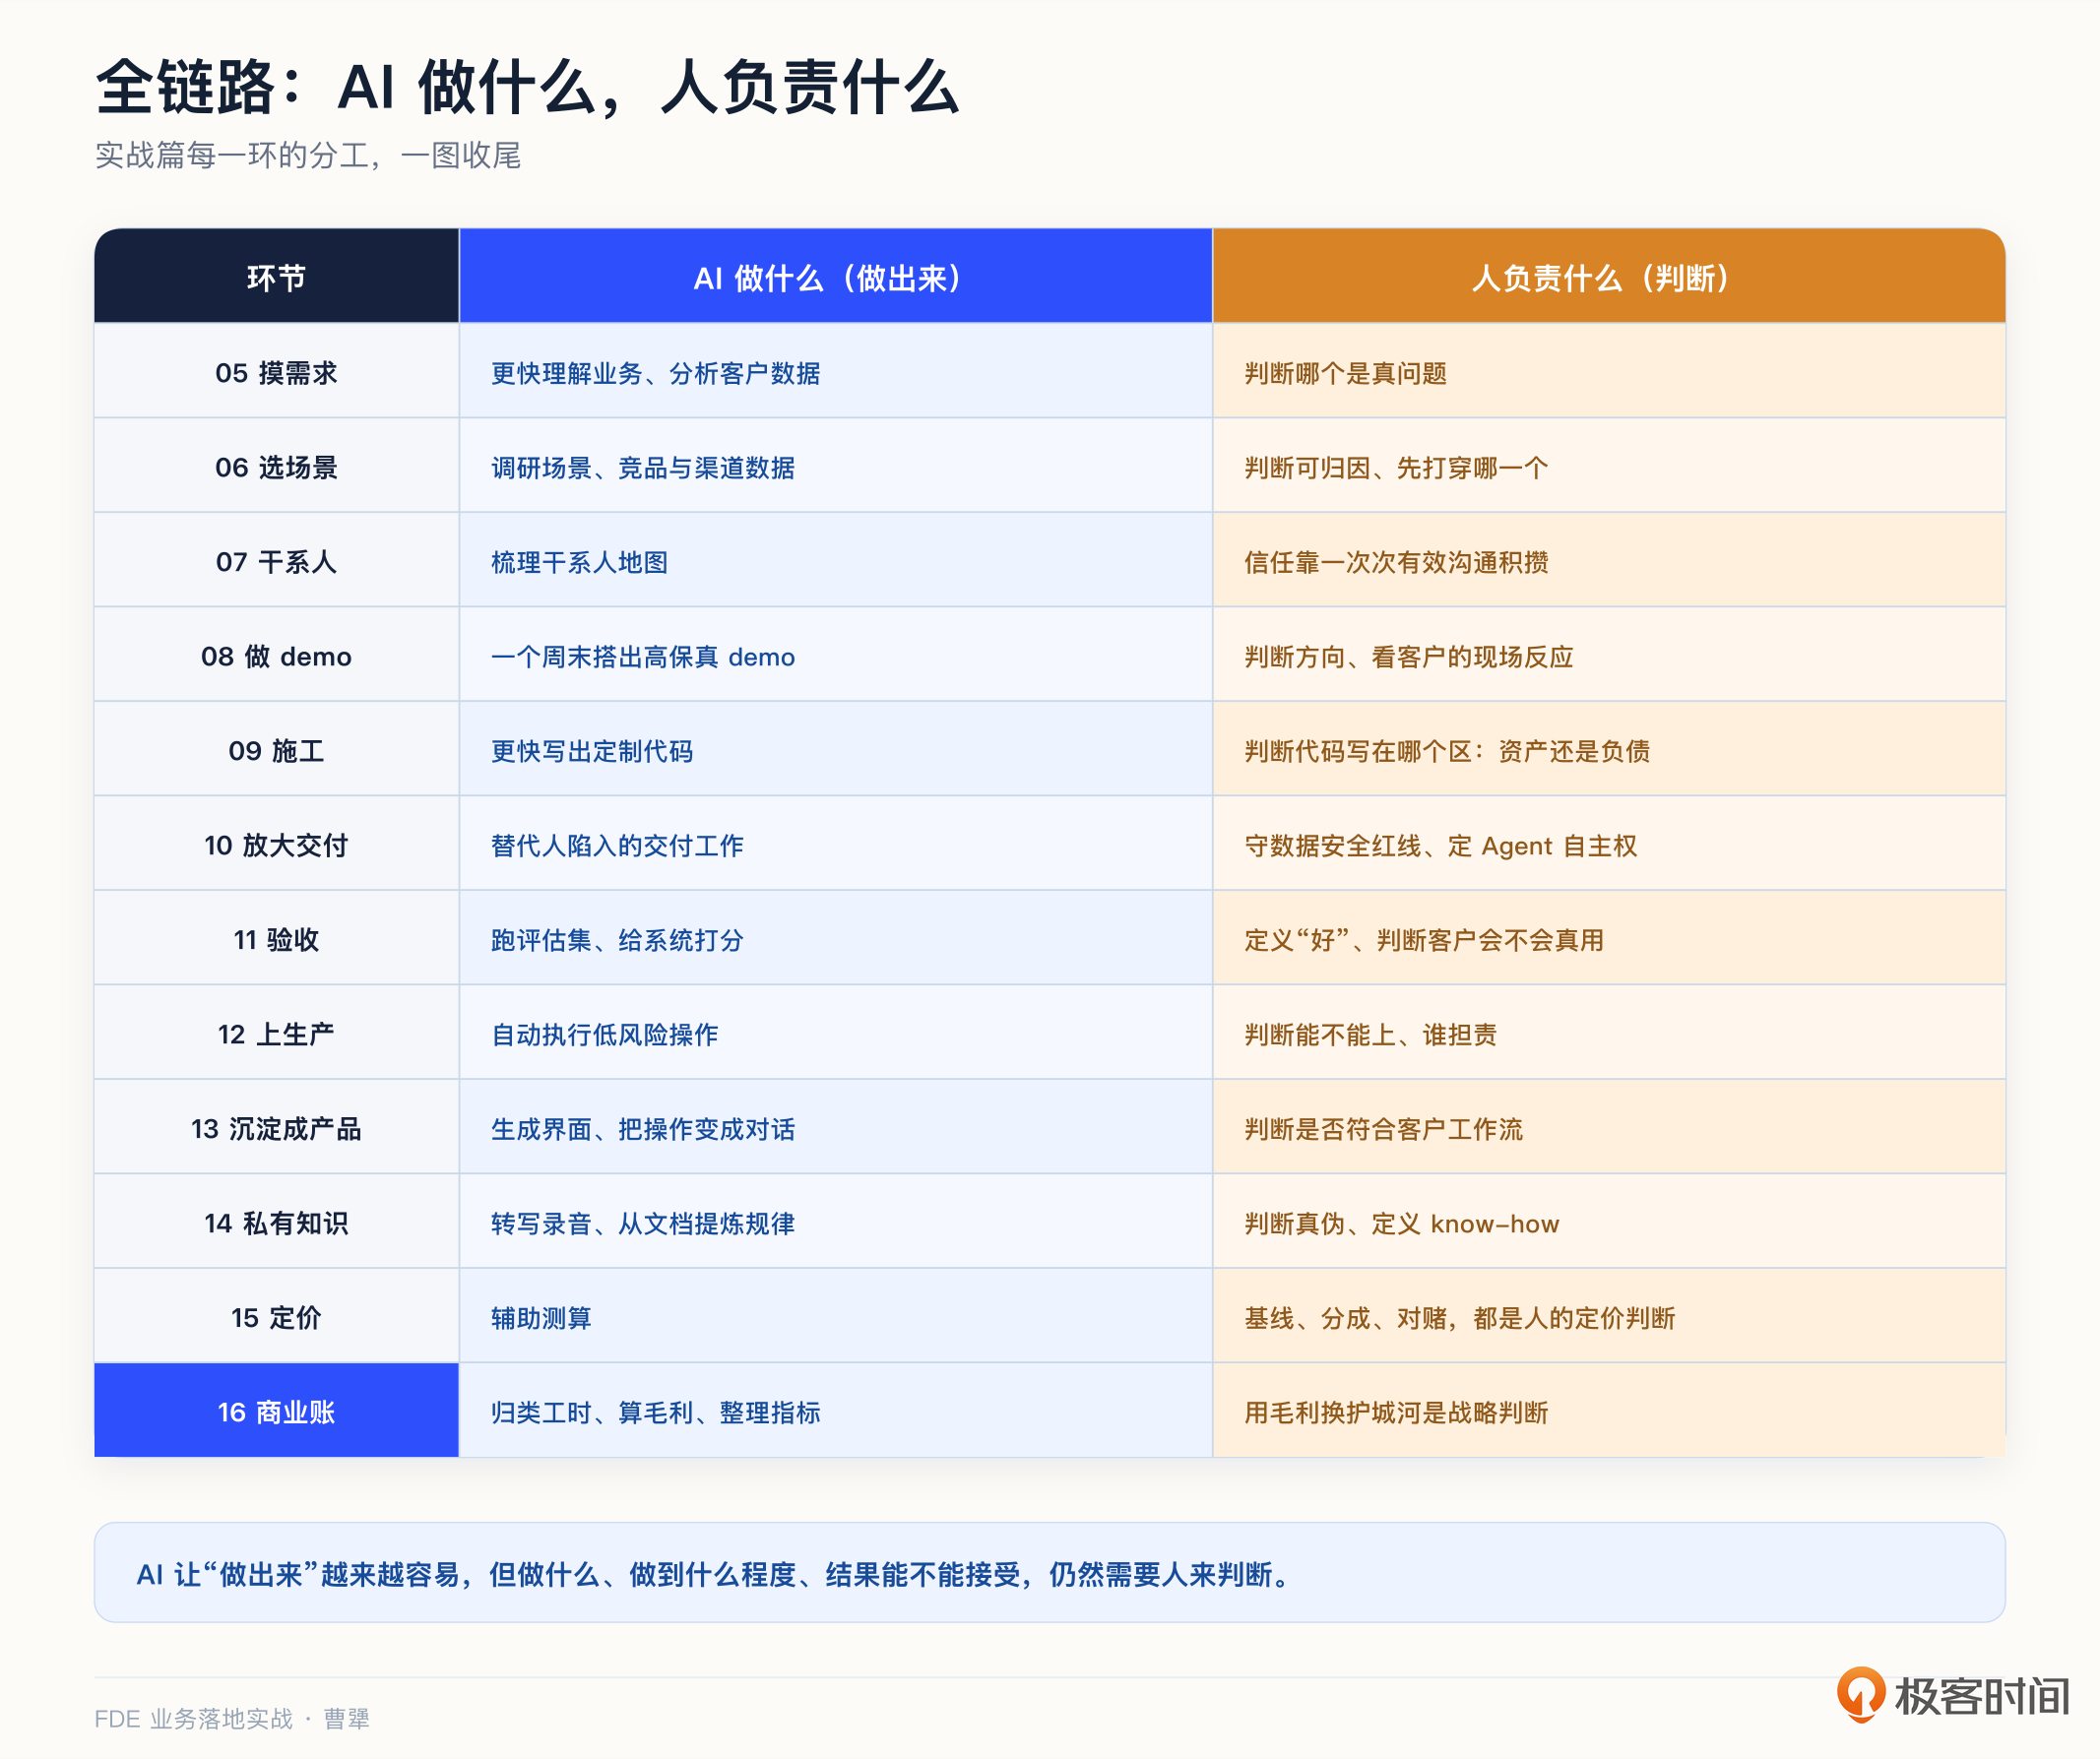 全链路：AI 做什么，人负责什么
实战篇每一环的分工，一图收尾
环节 AI 做什么（做出来） 人负责什么（判断）
05 摸需求 更快理解业务、分析客户数据 判断哪个是真问题
06 选场景 调研场景、竞品与渠道数据 判断可归因、先打穿哪一个
07 干系人 梳理干系人地图 信任靠一次次有效沟通积攒
08 做 demo 一个周末搭出高保真 demo 判断方向、看客户的现场反应
09 施工 更快写出定制代码 判断代码写在哪个区：资产还是负债
10 放大交付 替代人陷入的交付工作 守数据安全红线、定 Agent 自主权
11 验收 跑评估集、给系统打分 定义“好”、判断客户会不会真用
12 上生产 自动执行低风险操作 判断能不能上、谁担责
13 沉淀成产品 生成界面、把操作变成对话 判断是否符合客户工作流
14 私有知识 转写录音、从文档提炼规律 判断真伪、定义 know-how
15 定价 辅助测算 基线、分成、对赌，都是人的定价判断
16 商业账 归类工时、算毛利、整理指标 用毛利换护城河是战略判断
AI 让“做出来”越来越容易，但做什么、做到什么程度、结果能不能接受，仍然需要人来判断。
FDE 业务落地实战 · 曹犟
极客时间